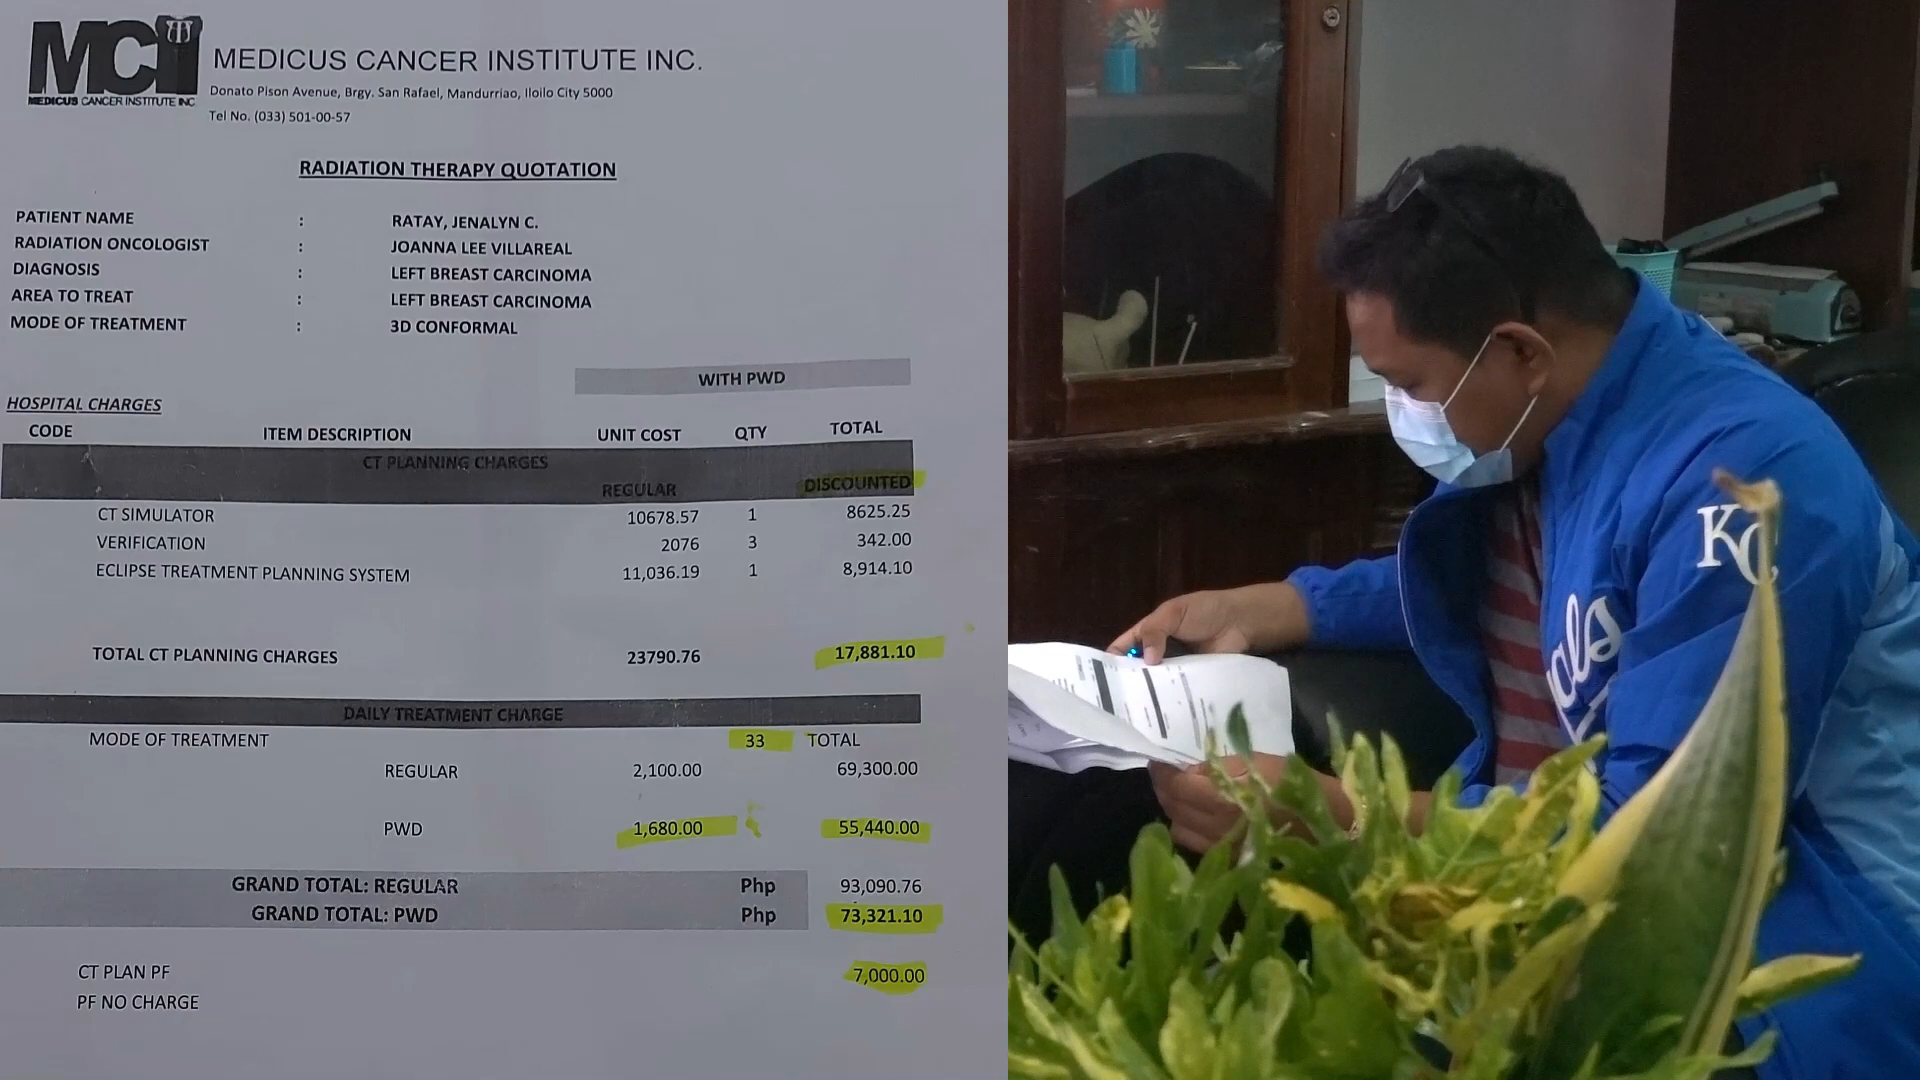 MCI
MEDICUS CANCER INSTITUTE INC.
MEDICUS CANCER INSTITUTE INC.
Donato Pison Avenue, Brgy. San Rafael, Mandurriao, Iloilo City 5000
Tel No. (033) 501-00-57
RADIATION THERAPY QUOTATION
PATIENT NAME : RATAY, JENALYN C.
RADIATION ONCOLOGIST : JOANNA LEE VILLAREAL
DIAGNOSIS : LEFT BREAST CARCINOMA
AREA TO TREAT : LEFT BREAST CARCINOMA
MODE OF TREATMENT : 3D CONFORMAL
WITH PWD
HOSPITAL CHARGES
CODE ITEM DESCRIPTION UNIT COST QTY TOTAL
CT PLANNING CHARGES
REGULAR DISCOUNTED
CT SIMULATOR 10678.57 1 8625.25
VERIFICATION 2076 3 342.00
ECLIPSE TREATMENT PLANNING SYSTEM 11,036.19 1 8,914.10
TOTAL CT PLANNING CHARGES 23790.76 17,881.10
DAILY TREATMENT CHARGE
MODE OF TREATMENT 33 TOTAL
REGULAR 2,100.00 69,300.00
PWD 1,680.00 55,440.00
GRAND TOTAL: REGULAR Php 93,090.76
GRAND TOTAL: PWD Php 73,321.10
CT PLAN PF 7,000.00
PF NO CHARGE
KC
als